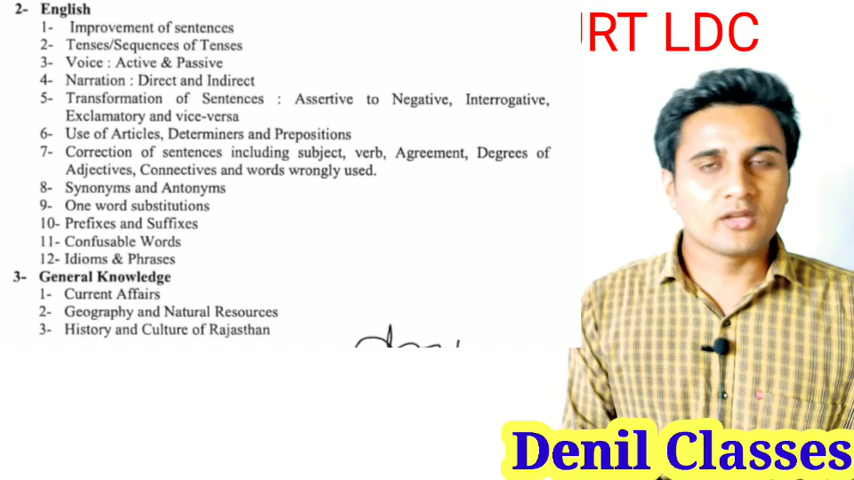 2- English
1- Improvement of sentences
2- Tenses/Sequences of Tenses
3- Voice : Active & Passive
4- Narration : Direct and Indirect
5- Transformation of Sentences : Assertive to Negative, Interrogative,
Exclamatory and vice-versa
6- Use of Articles, Determiners and Prepositions
7- Correction of sentences including subject, verb, Agreement, Degrees of
Adjectives, Connectives and words wrongly used.
8- Synonyms and Antonyms
9- One word substitutions
10- Prefixes and Suffixes
11- Confusable Words
12- Idioms & Phrases
3- General Knowledge
1- Current Affairs
2- Geography and Natural Resources
3- History and Culture of Rajasthan
LDC
Denil Classes